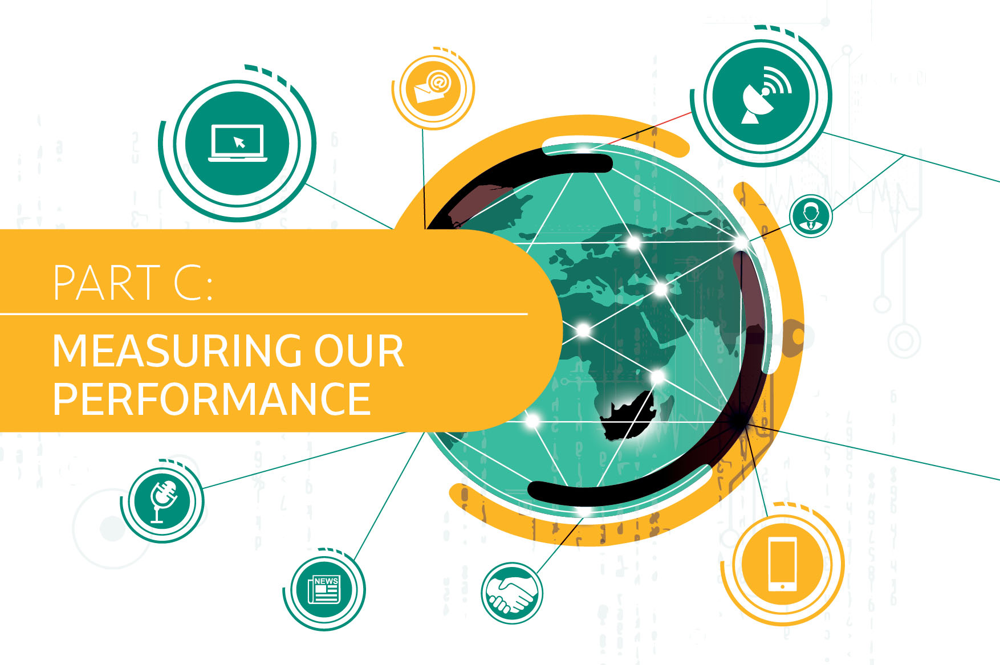 PART C:
MEASURING OUR
PERFORMANCE
@
NEWS